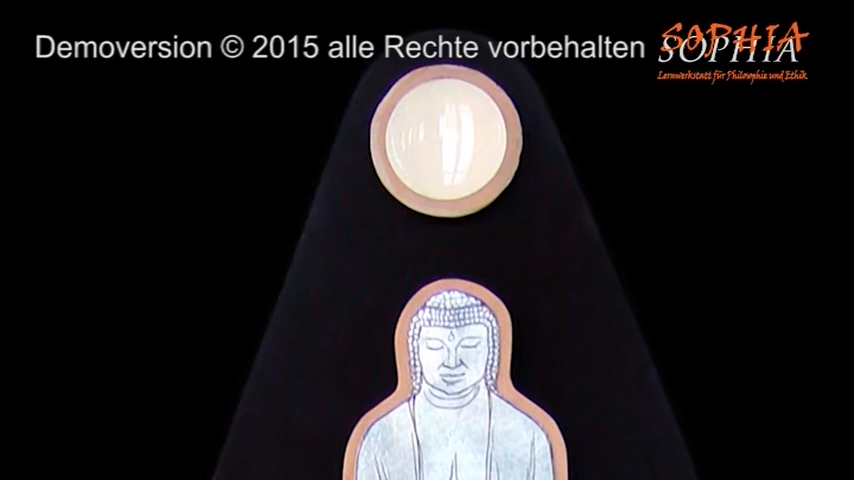 Demoversion © 2015 alle Rechte vorbehalten
SOPHIA
SOPHIA
Lernwerkstatt für Philosophie und Ethik